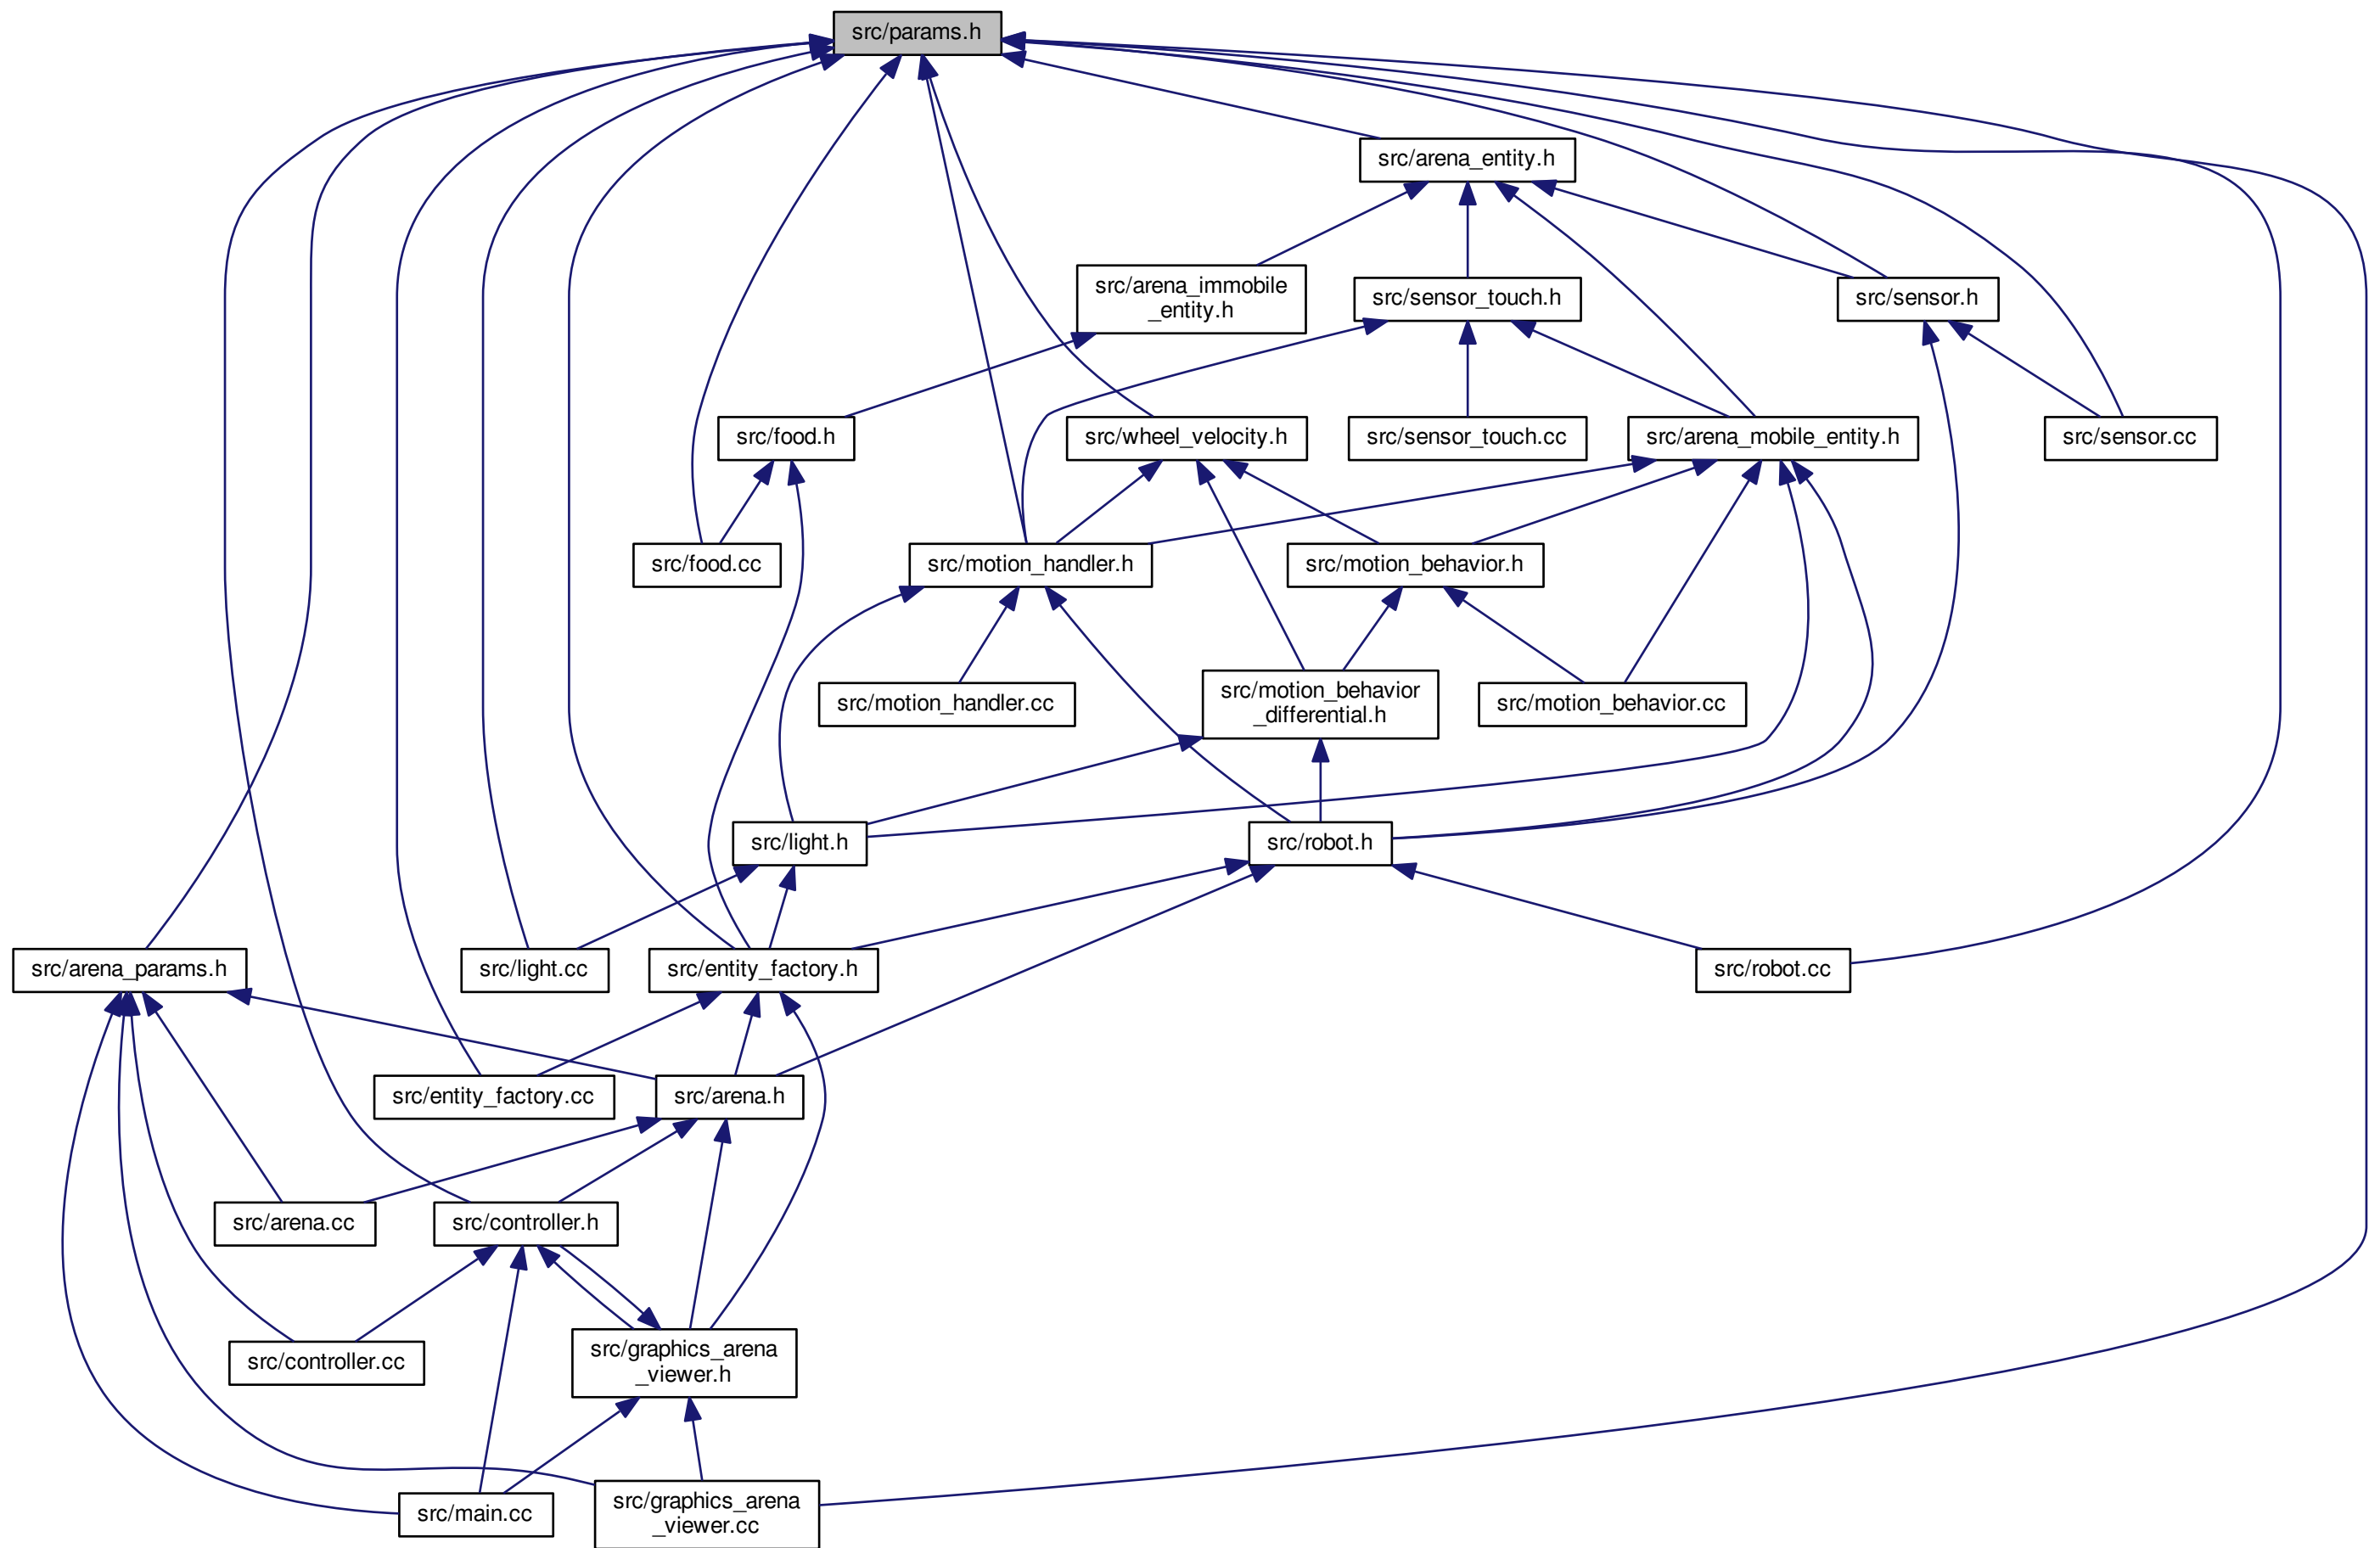 src/params.h
src/arena_entity.h
src/arena_immobile
_entity.h
src/sensor_touch.h
src/sensor.h
src/food.h
src/wheel_velocity.h
src/sensor_touch.cc
src/arena_mobile_entity.h
src/sensor.cc
src/food.cc
src/motion_handler.h
src/motion_behavior.h
src/motion_handler.cc
src/motion_behavior
_differential.h
src/motion_behavior.cc
src/light.h
src/robot.h
src/arena_params.h
src/light.cc
src/entity_factory.h
src/robot.cc
src/entity_factory.cc
src/arena.h
src/arena.cc
src/controller.h
src/controller.cc
src/graphics_arena
_viewer.h
src/main.cc
src/graphics_arena
_viewer.cc